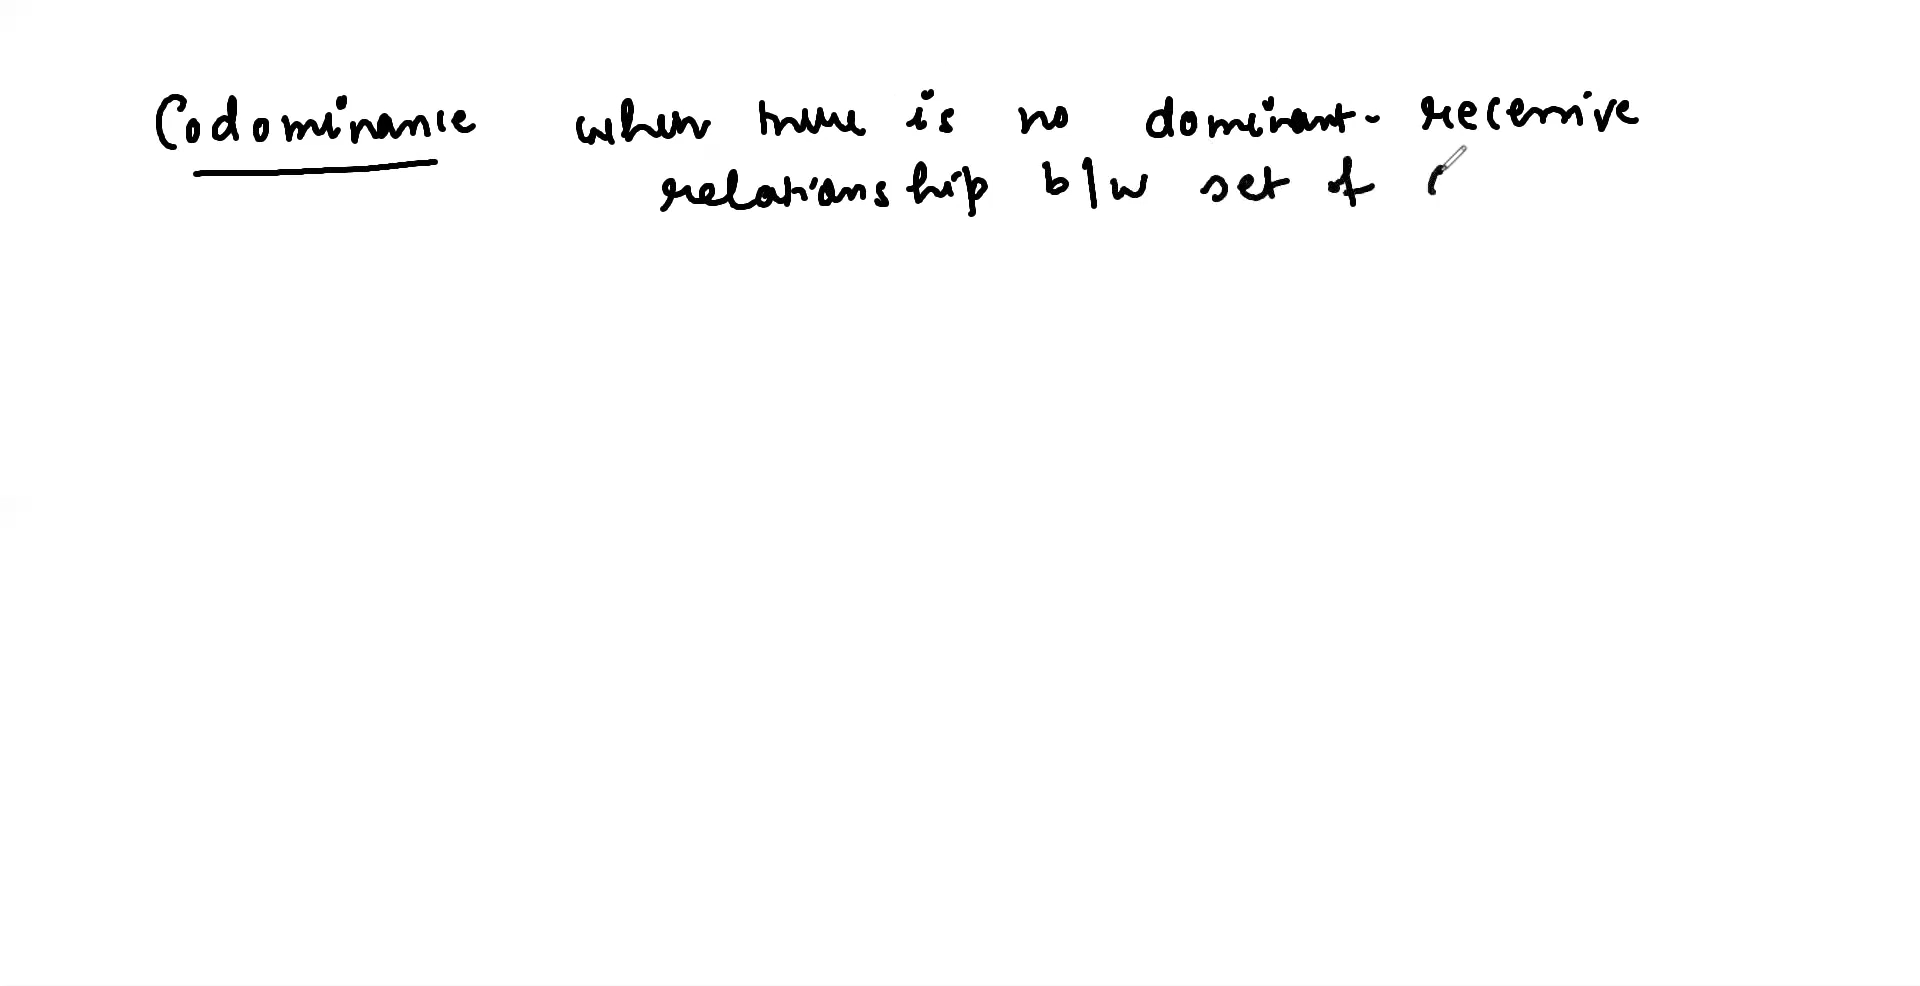 Codominance when there is no dominant- recessive
relationship b/w set of